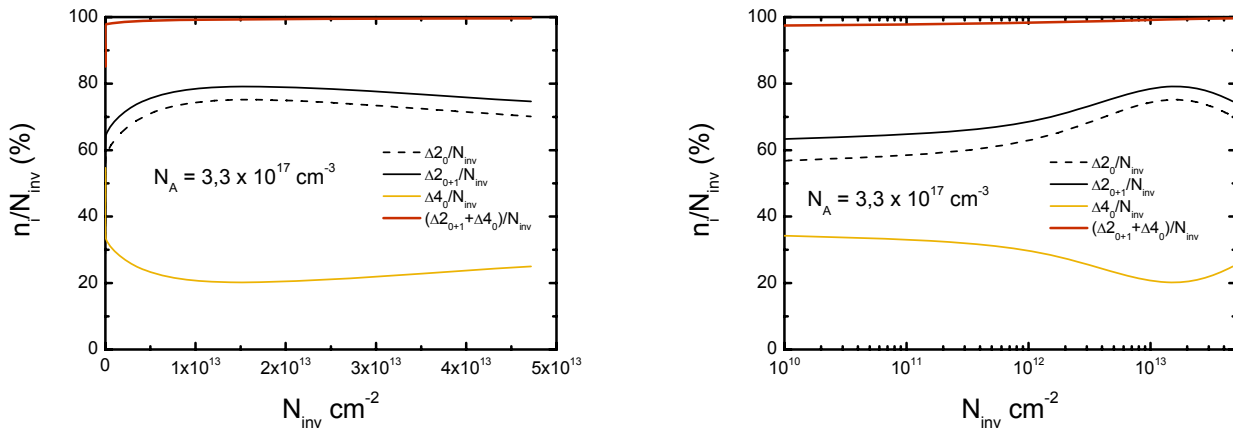 100
80
60
40
20
0
n_i/N_inv (%)
Δ2_0/N_inv
Δ2_0+1/N_inv
Δ4_0/N_inv
(Δ2_0+1+Δ4_0)/N_inv
N_A = 3,3 x 10^17 cm^-3
0 1x10^13 2x10^13 3x10^13 4x10^13 5x10^13
N_inv cm^-2
100
80
60
40
20
0
n_i/N_inv (%)
Δ2_0/N_inv
Δ2_0+1/N_inv
Δ4_0/N_inv
(Δ2_0+1+Δ4_0)/N_inv
N_A = 3,3 x 10^17 cm^-3
10^10 10^11 10^12 10^13
N_inv cm^-2